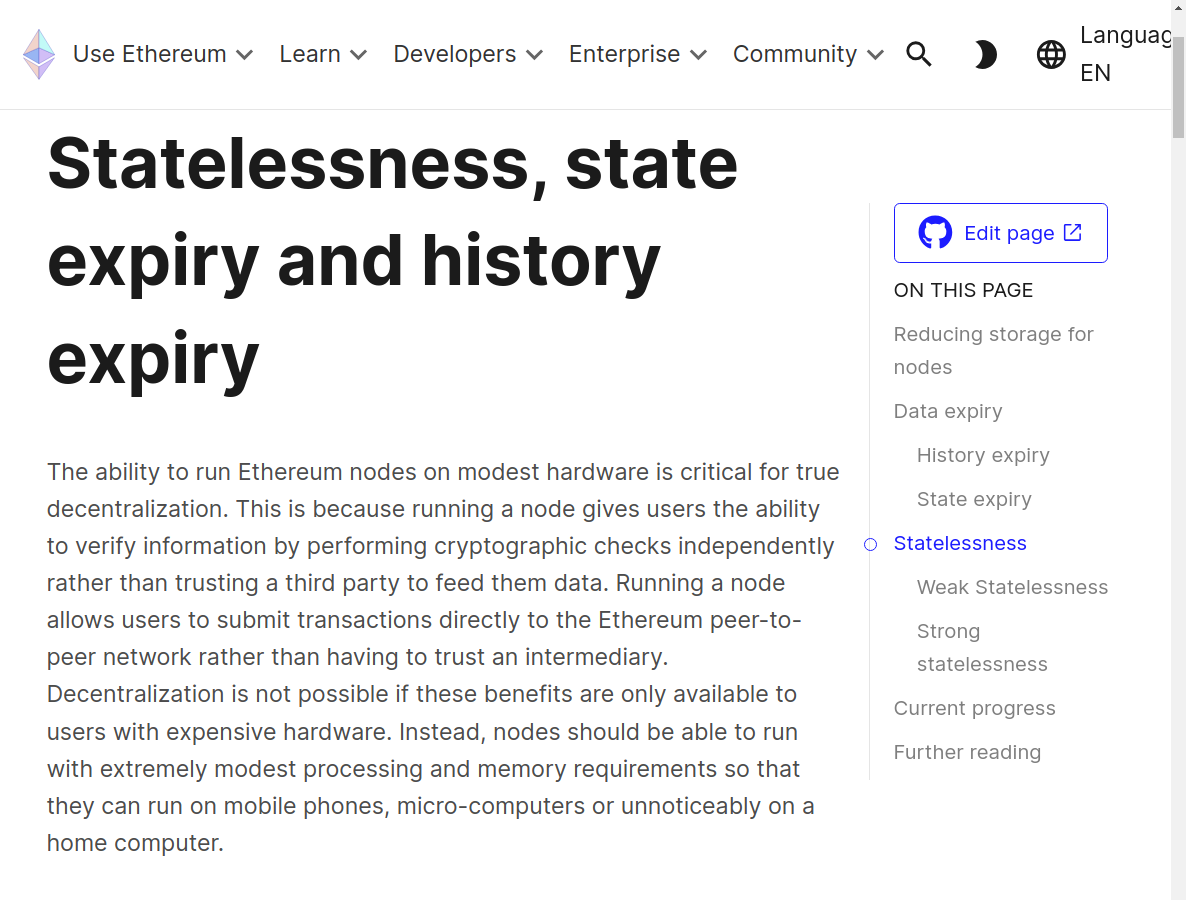 Use Ethereum
Learn
Developers
Enterprise
Community
Languag
EN
Statelessness, state
expiry and history
expiry
The ability to run Ethereum nodes on modest hardware is critical for true
decentralization. This is because running a node gives users the ability
to verify information by performing cryptographic checks independently
rather than trusting a third party to feed them data. Running a node
allows users to submit transactions directly to the Ethereum peer-to-
peer network rather than having to trust an intermediary.
Decentralization is not possible if these benefits are only available to
users with expensive hardware. Instead, nodes should be able to run
with extremely modest processing and memory requirements so that
they can run on mobile phones, micro-computers or unnoticeably on a
home computer.
Edit page
ON THIS PAGE
Reducing storage for
nodes
Data expiry
History expiry
State expiry
Statelessness
Weak Statelessness
Strong
statelessness
Current progress
Further reading